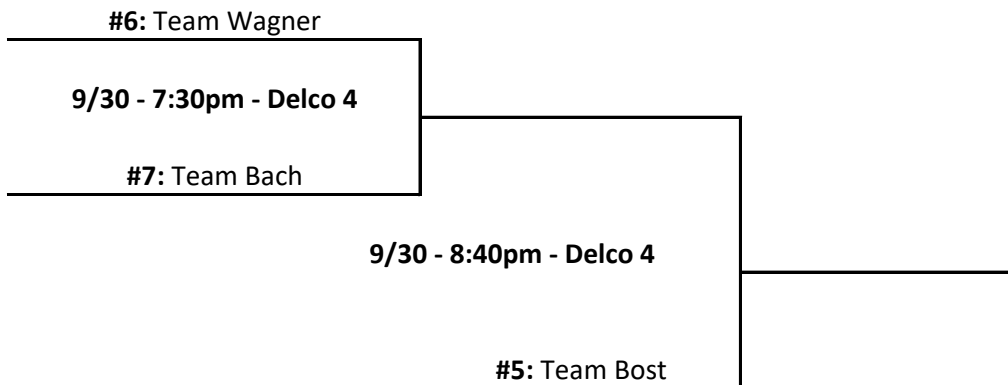 #6: Team Wagner
9/30 - 7:30pm - Delco 4
#7: Team Bach
9/30 - 8:40pm - Delco 4
#5: Team Bost